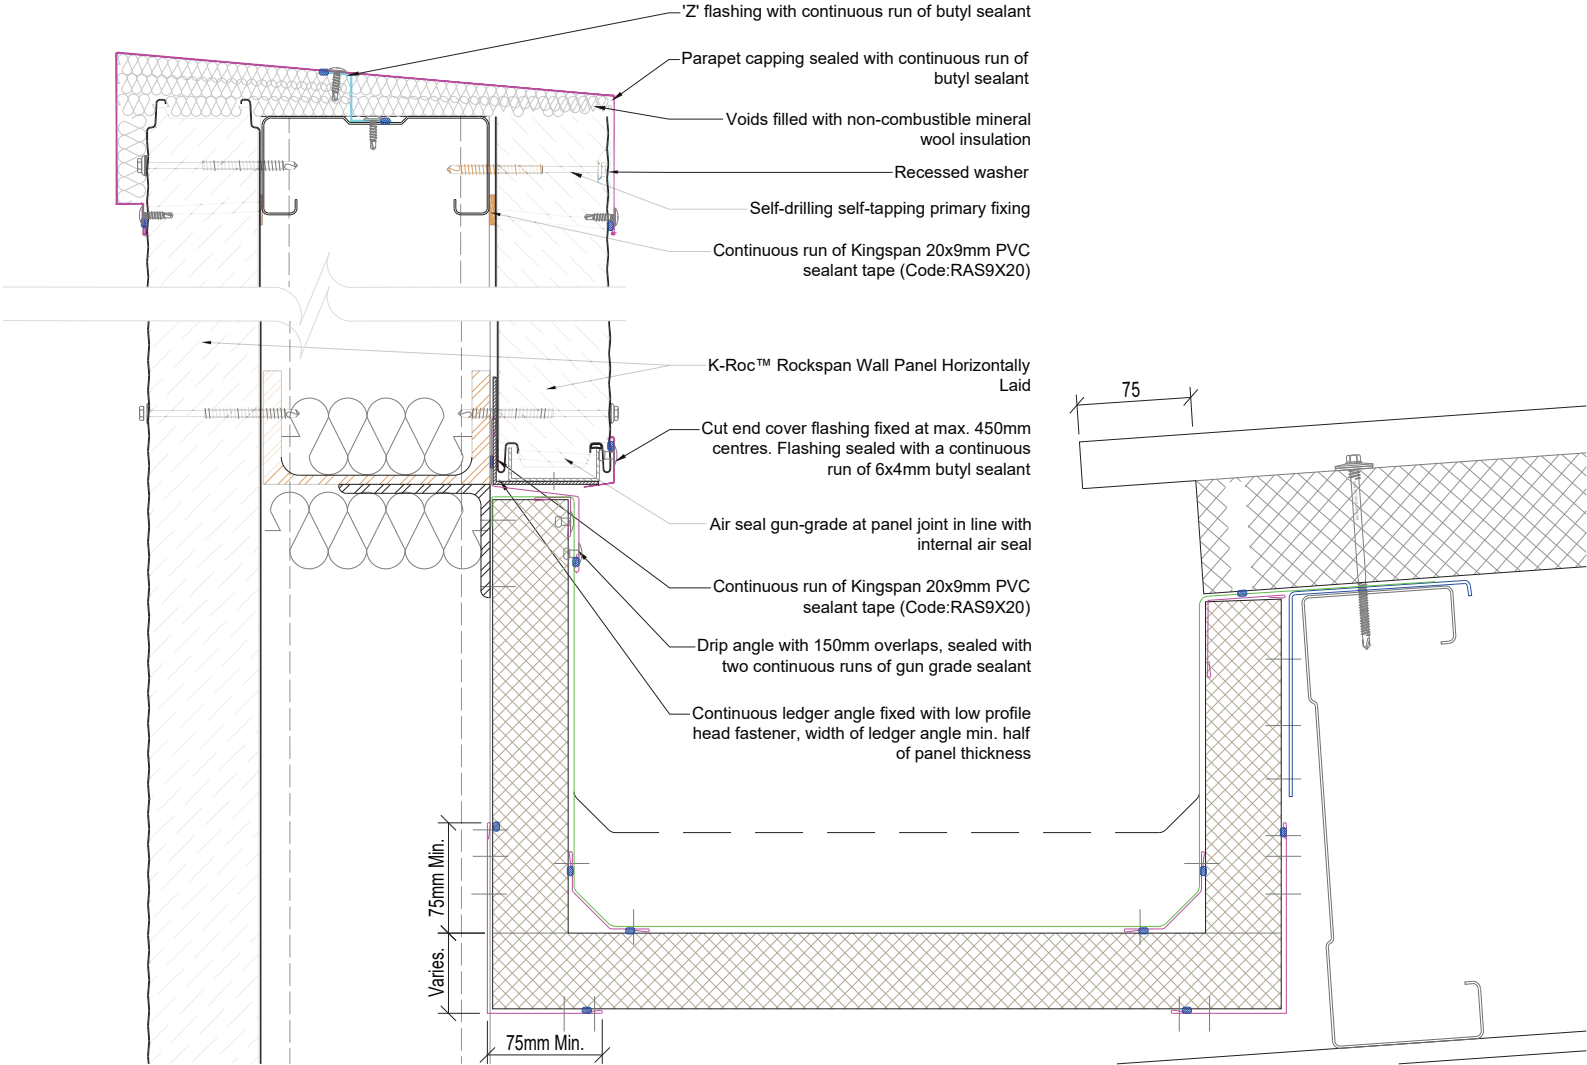 'Z' flashing with continuous run of butyl sealant
Parapet capping sealed with continuous run of
butyl sealant
Voids filled with non-combustible mineral
wool insulation
Recessed washer
Self-drilling self-tapping primary fixing
Continuous run of Kingspan 20x9mm PVC
sealant tape (Code:RAS9X20)
K-Roc™ Rockspan Wall Panel Horizontally
Laid
75
Cut end cover flashing fixed at max. 450mm
centres. Flashing sealed with a continuous
run of 6x4mm butyl sealant
Air seal gun-grade at panel joint in line with
internal air seal
Continuous run of Kingspan 20x9mm PVC
sealant tape (Code:RAS9X20)
Drip angle with 150mm overlaps, sealed with
two continuous runs of gun grade sealant
Continuous ledger angle fixed with low profile
head fastener, width of ledger angle min. half
of panel thickness
75mm Min.
Varies.
75mm Min.